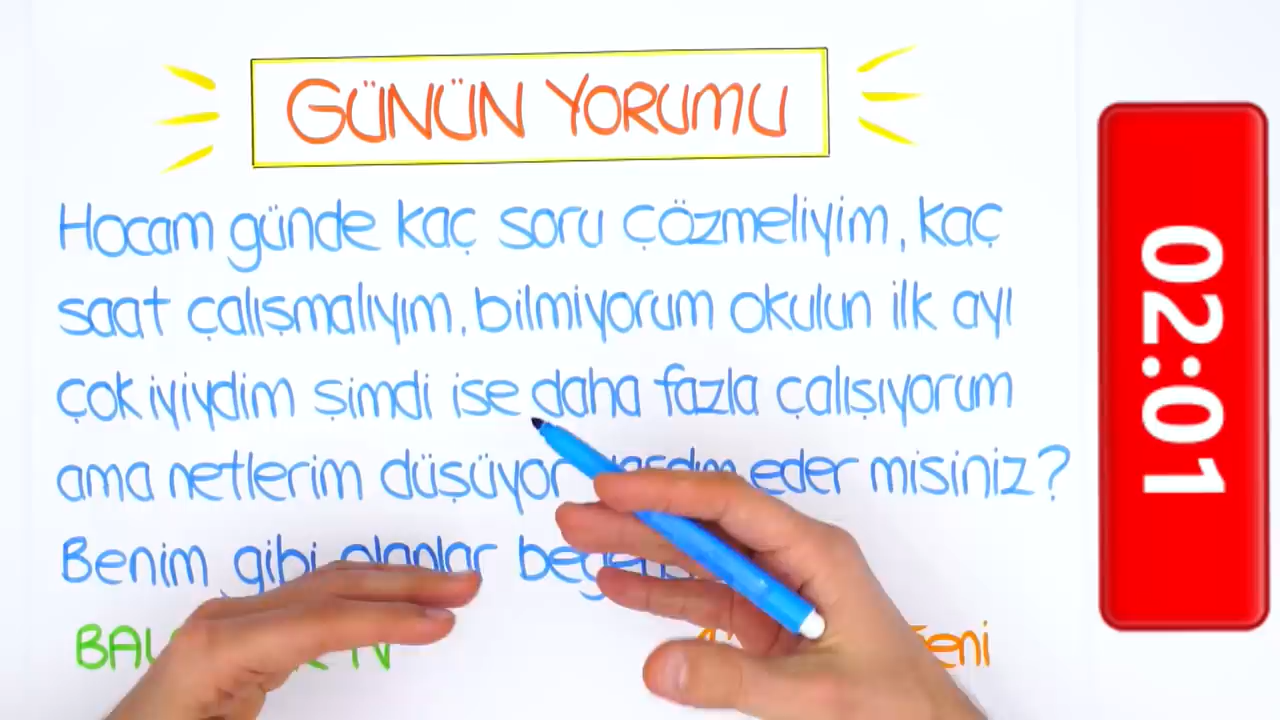 GÜNÜN YORUMU
Hocam günde kaç soru çözmeliyim, kaç
saat çalışmalıyım, bilmiyorum okulun ilk ayı
çok iyiydim şimdi ise daha fazla çalışıyorum
ama netlerim düşüyor eder misiniz?
Benim gibi olanlar
02:01